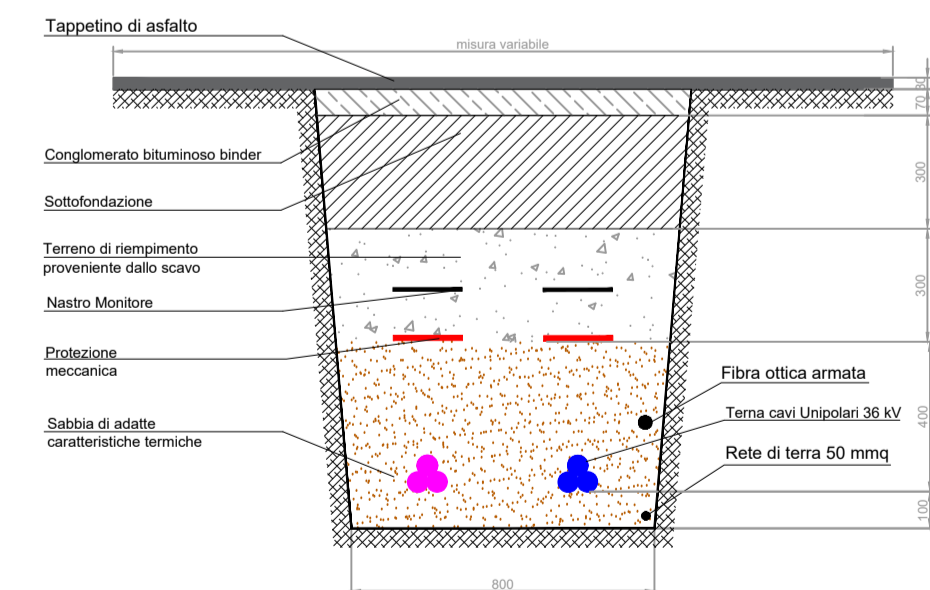 Tappetino di asfalto
misura variabile
30
70
Conglomerato bituminoso binder
300
Sottofondazione
Terreno di riempimento
proveniente dallo scavo
300
Nastro Monitore
Protezione
meccanica
Fibra ottica armata
Terna cavi Unipolari 36 kV
400
Sabbia di adatte
caratteristiche termiche
Rete di terra 50 mmq
100
800